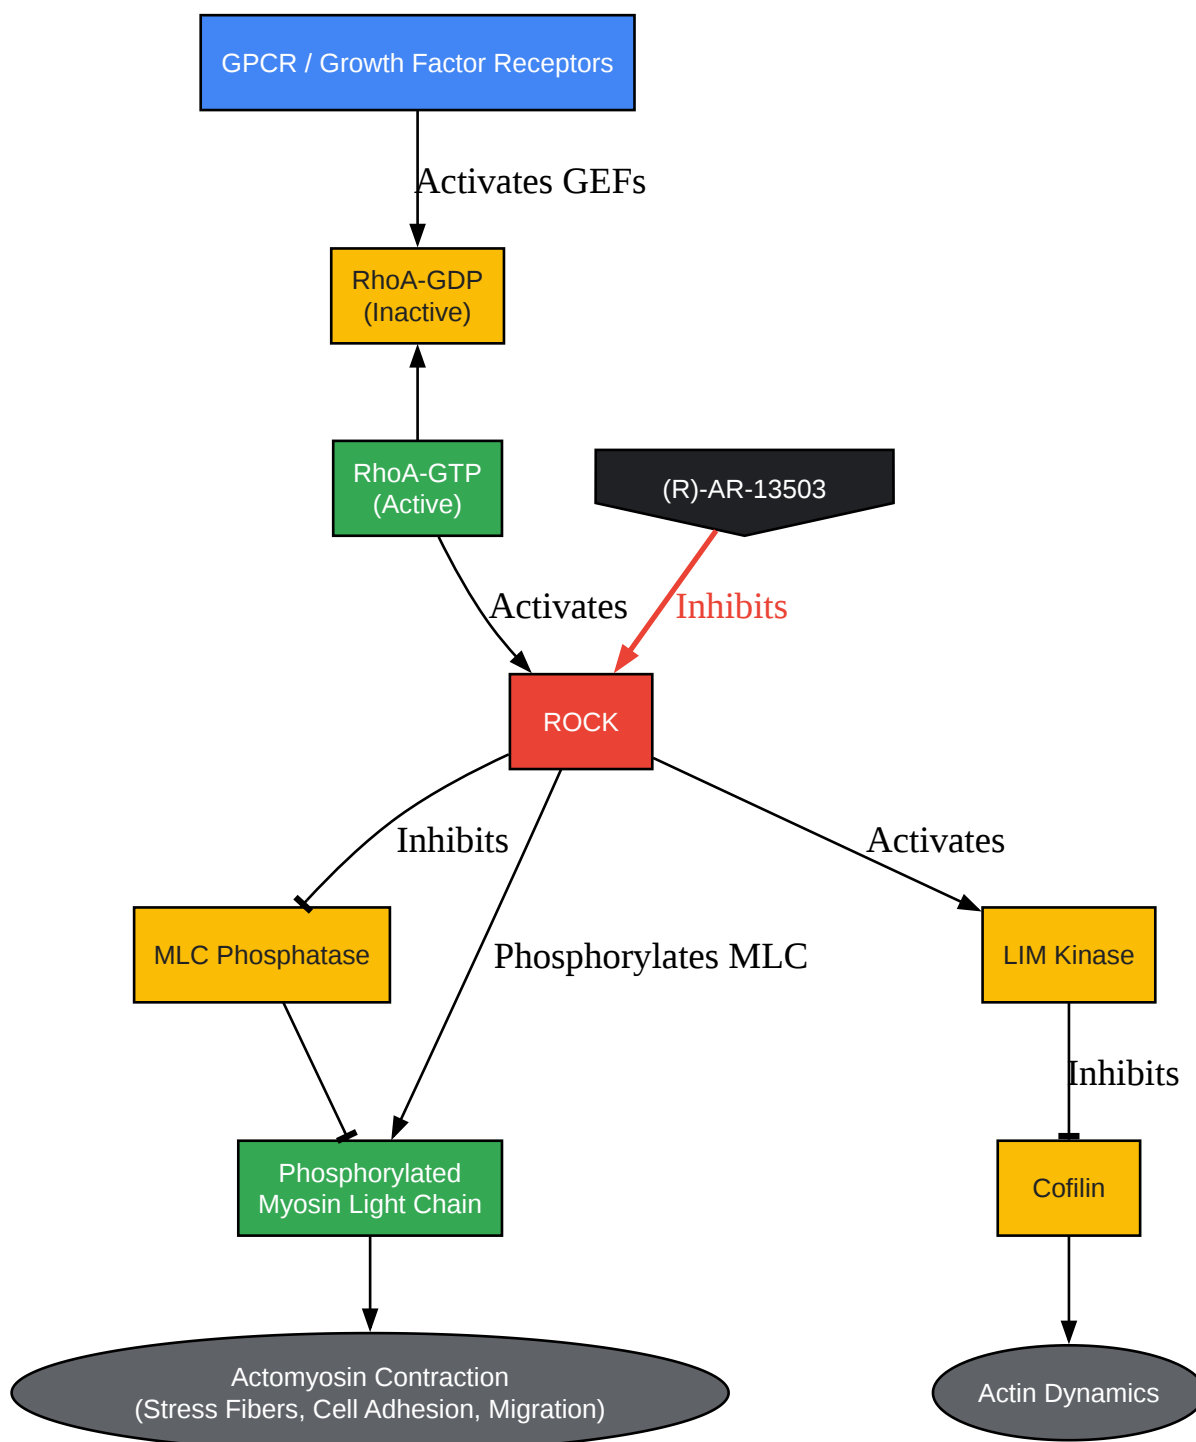 GPCR / Growth Factor Receptors
Activates GEFs
RhoA-GDP
(Inactive)
RhoA-GTP
(Active)
(R)-AR-13503
Activates
Inhibits
ROCK
Inhibits
Activates
MLC Phosphatase
Phosphorylates MLC
LIM Kinase
Inhibits
Phosphorylated
Myosin Light Chain
Cofilin
Actomyosin Contraction
(Stress Fibers, Cell Adhesion, Migration)
Actin Dynamics